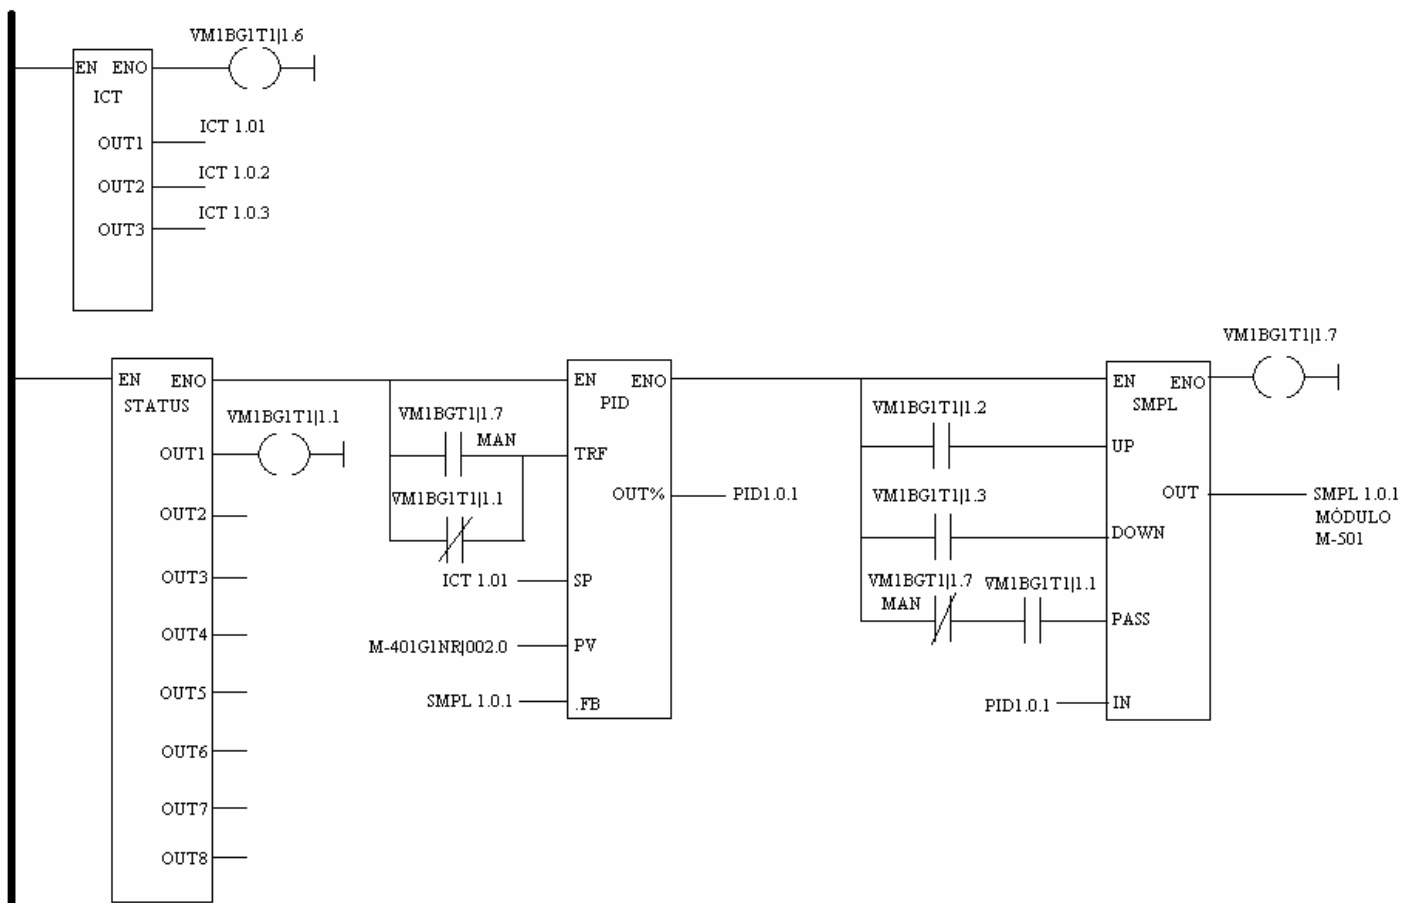 VM1BG1T1|1.6
EN ENO
ICT
OUT1
ICT 1.01
OUT2
ICT 1.0.2
OUT3
ICT 1.0.3
EN ENO
STATUS
VM1BG1T1|1.1
OUT1
OUT2
OUT3
OUT4
OUT5
OUT6
OUT7
OUT8
VM1BGT1|1.7
MAN
VM1BG1T1|1.1
ICT 1.01
M-401G1NR|002.0
SMPL 1.0.1
EN ENO
PID
TRF
OUT%
PID1.0.1
SP
PV
.FB
VM1BG1T1|1.2
VM1BG1T1|1.3
VM1BGT1|1.7
MAN
VM1BG1T1|1.1
PID1.0.1
VM1BG1T1|1.7
EN ENO
SMPL
UP
OUT
SMPL 1.0.1
MÓDULO
M-501
DOWN
PASS
IN